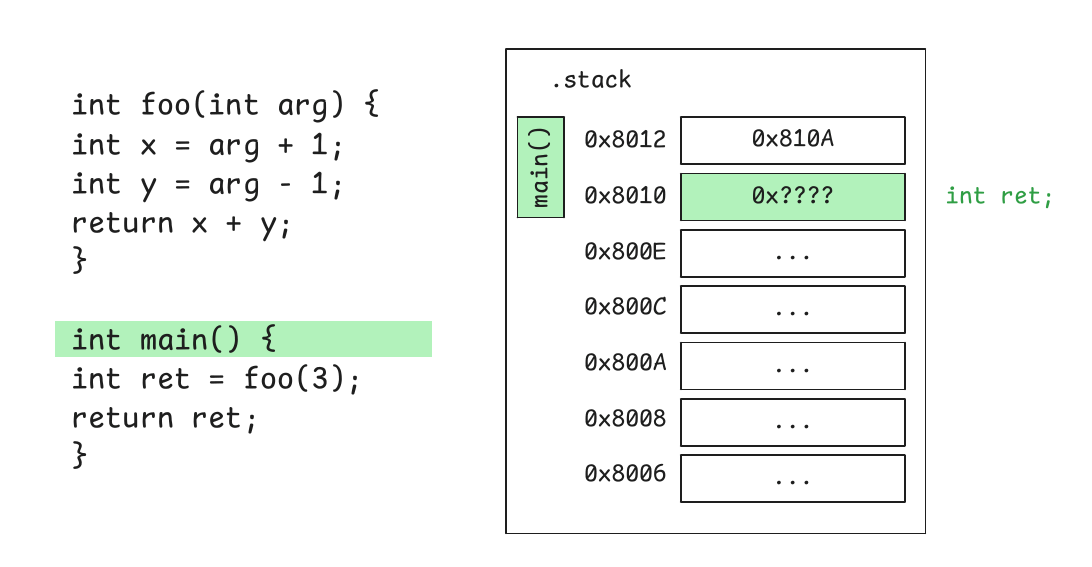 int foo(int arg) {
int x = arg + 1;
int y = arg - 1;
return x + y;
}
int main() {
int ret = foo(3);
return ret;
}
.stack
main()
0x8012 0x810A
0x8010 0x???? int ret;
0x800E ...
0x800C ...
0x800A ...
0x8008 ...
0x8006 ...